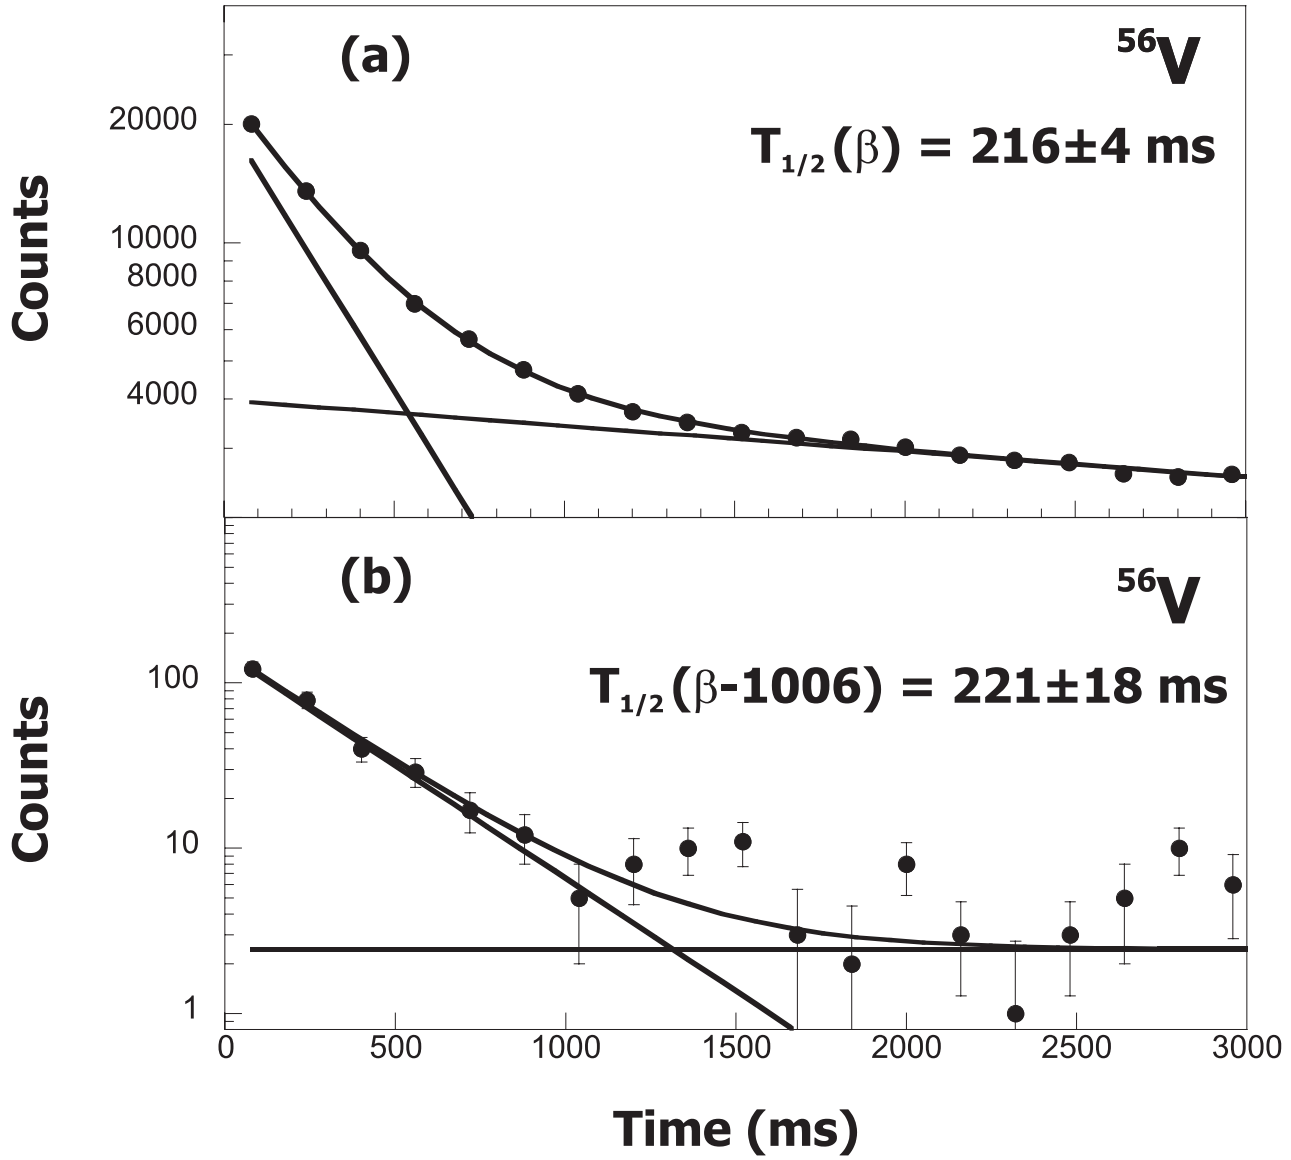 (a)
⁵⁶V
T₁/₂(β) = 216±4 ms
Counts
20000
10000
8000
6000
4000
(b)
⁵⁶V
T₁/₂(β-1006) = 221±18 ms
Counts
100
10
1
0 500 1000 1500 2000 2500 3000
Time (ms)